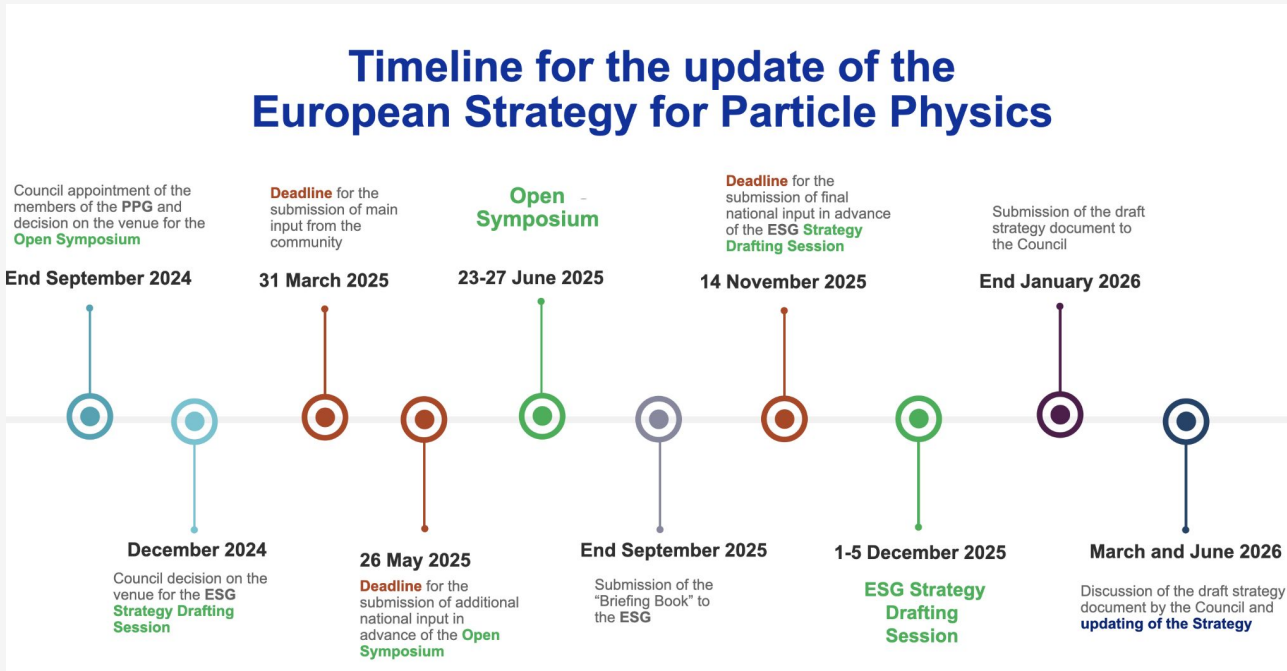 Timeline for the update of the
European Strategy for Particle Physics
Council appointment of the
members of the PPG and
decision on the venue for the
Open Symposium
End September 2024
Deadline for the
submission of main
input from the
community
31 March 2025
Open -
Symposium
23-27 June 2025
Deadline for the
submission of final
national input in advance
of the ESG Strategy
Drafting Session
14 November 2025
Submission of the draft
strategy document to
the Council
End January 2026
December 2024
Council decision on the
venue for the ESG
Strategy Drafting
Session
26 May 2025
Deadline for the
submission of additional
national input in
advance of the Open
Symposium
End September 2025
Submission of the
“Briefing Book” to
the ESG
1-5 December 2025
ESG Strategy
Drafting
Session
March and June 2026
Discussion of the draft strategy
document by the Council and
updating of the Strategy